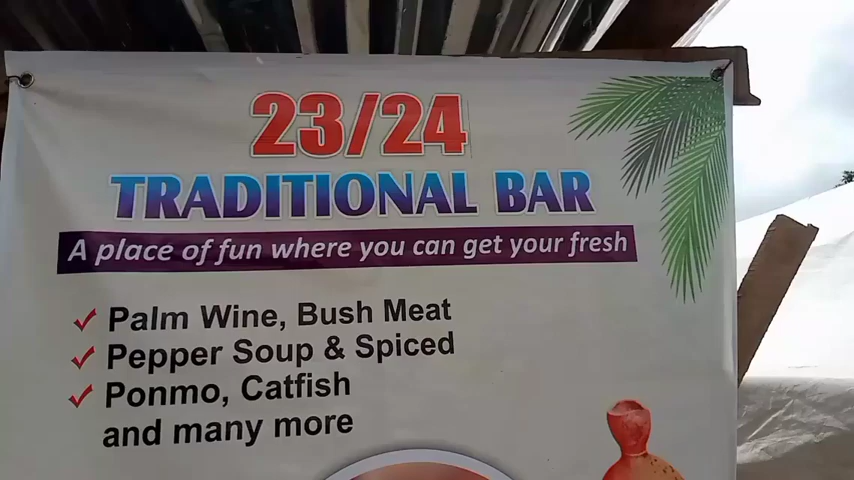 23/24
TRADITIONAL BAR
A place of fun where you can get your fresh
Palm Wine, Bush Meat
Pepper Soup & Spiced
Ponmo, Catfish
and many more